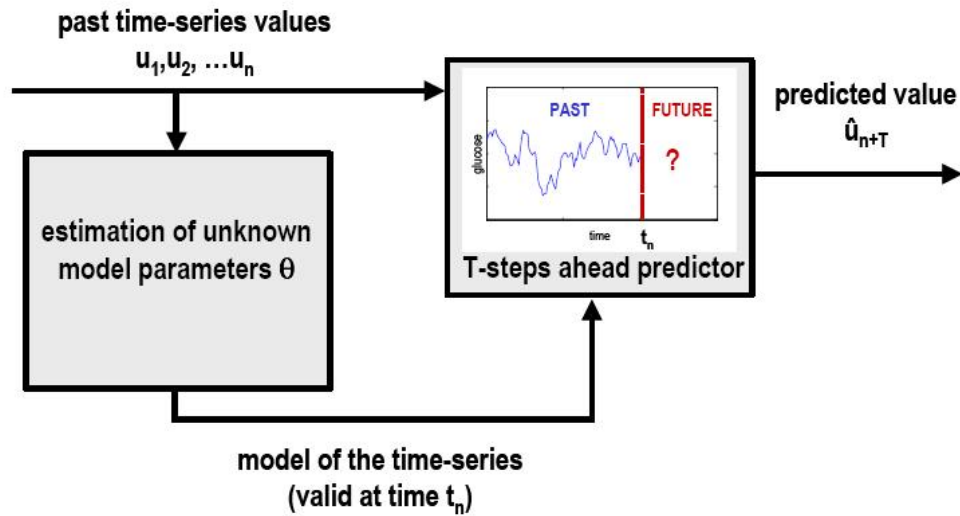 past time-series values
u₁,u₂, ...uₙ
PAST
FUTURE
glucose
?
time
tₙ
T-steps ahead predictor
predicted value
ûₙ₊T
estimation of unknown
model parameters θ
model of the time-series
(valid at time tₙ)